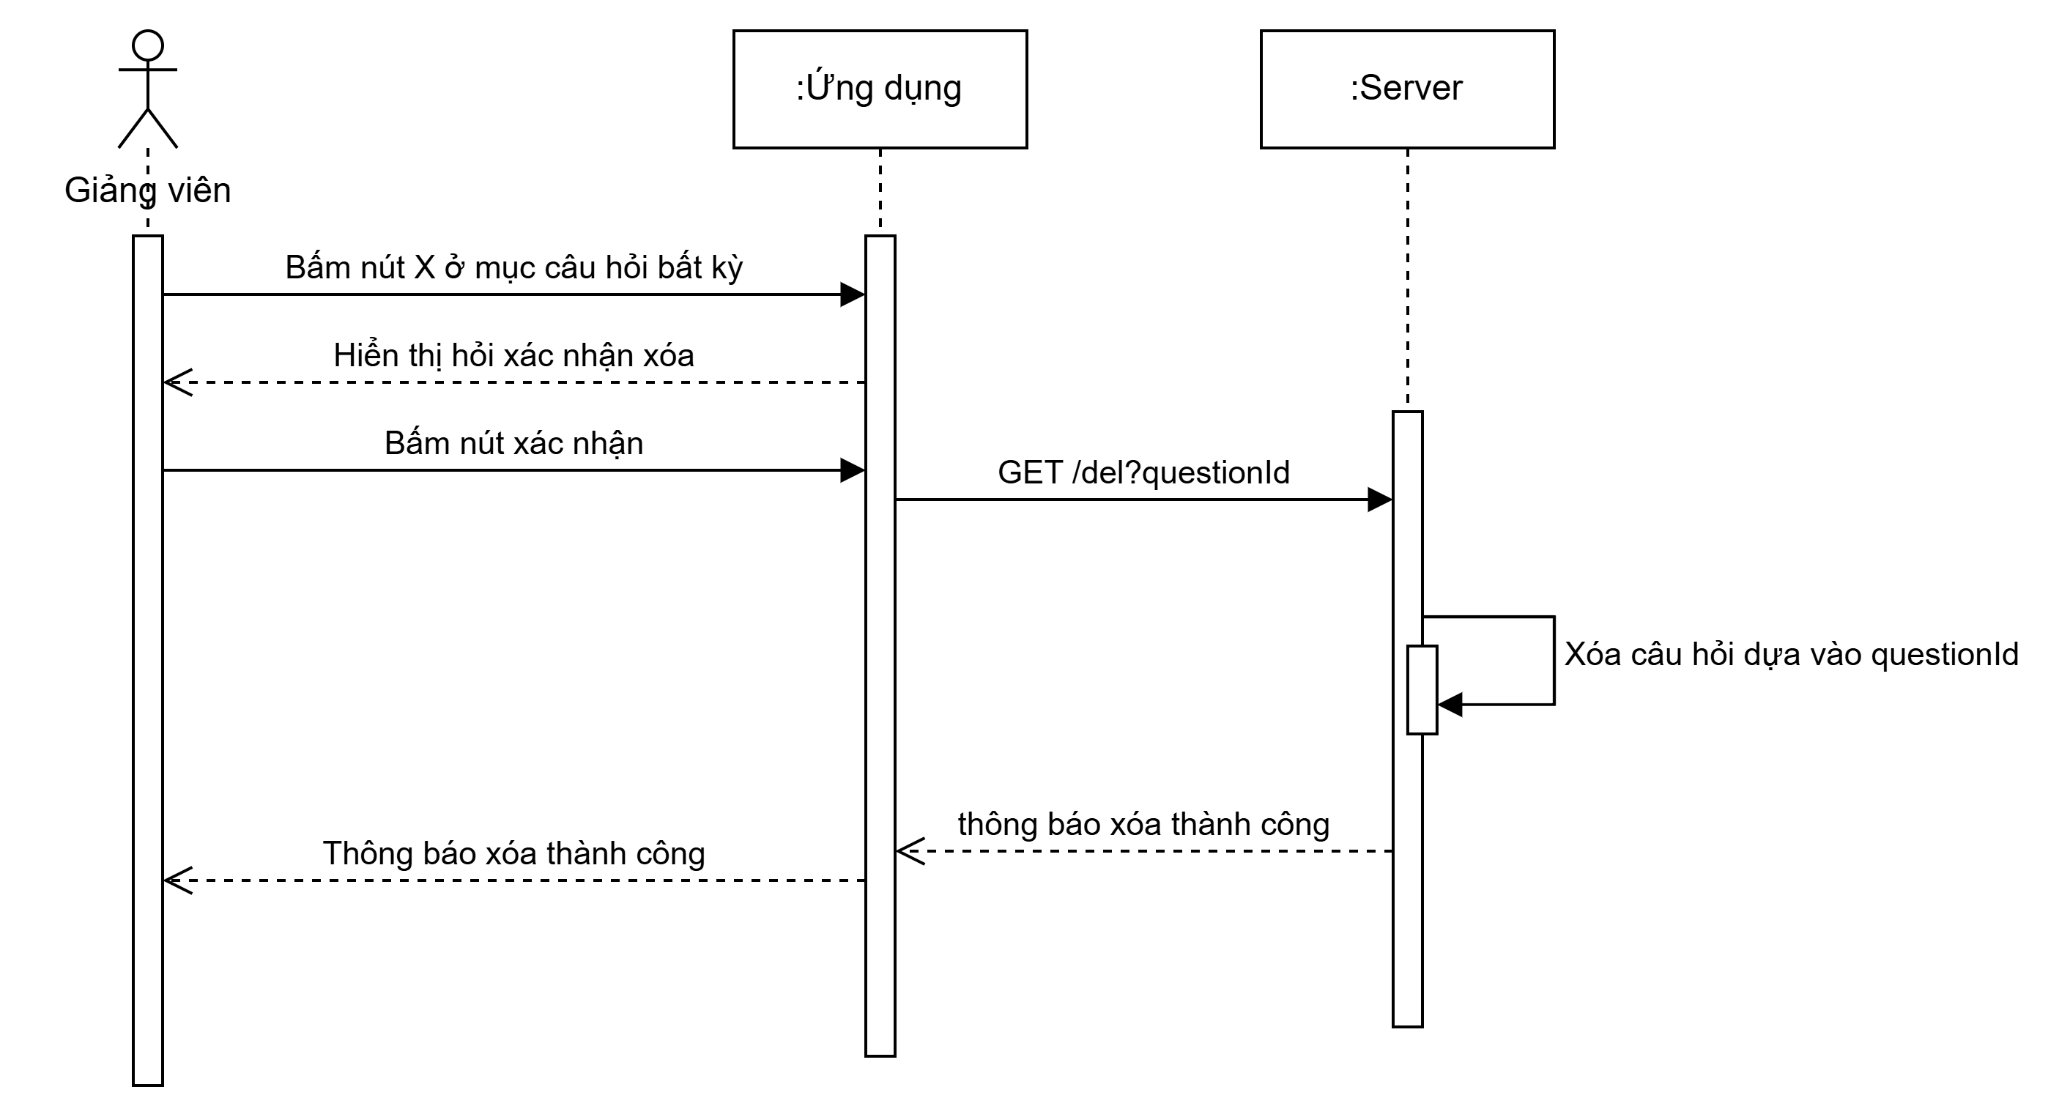 :Ứng dụng
:Server
Giảng viên
Bấm nút X ở mục câu hỏi bất kỳ
Hiển thị hỏi xác nhận xóa
Bấm nút xác nhận
GET /del?questionId
Xóa câu hỏi dựa vào questionId
thông báo xóa thành công
Thông báo xóa thành công